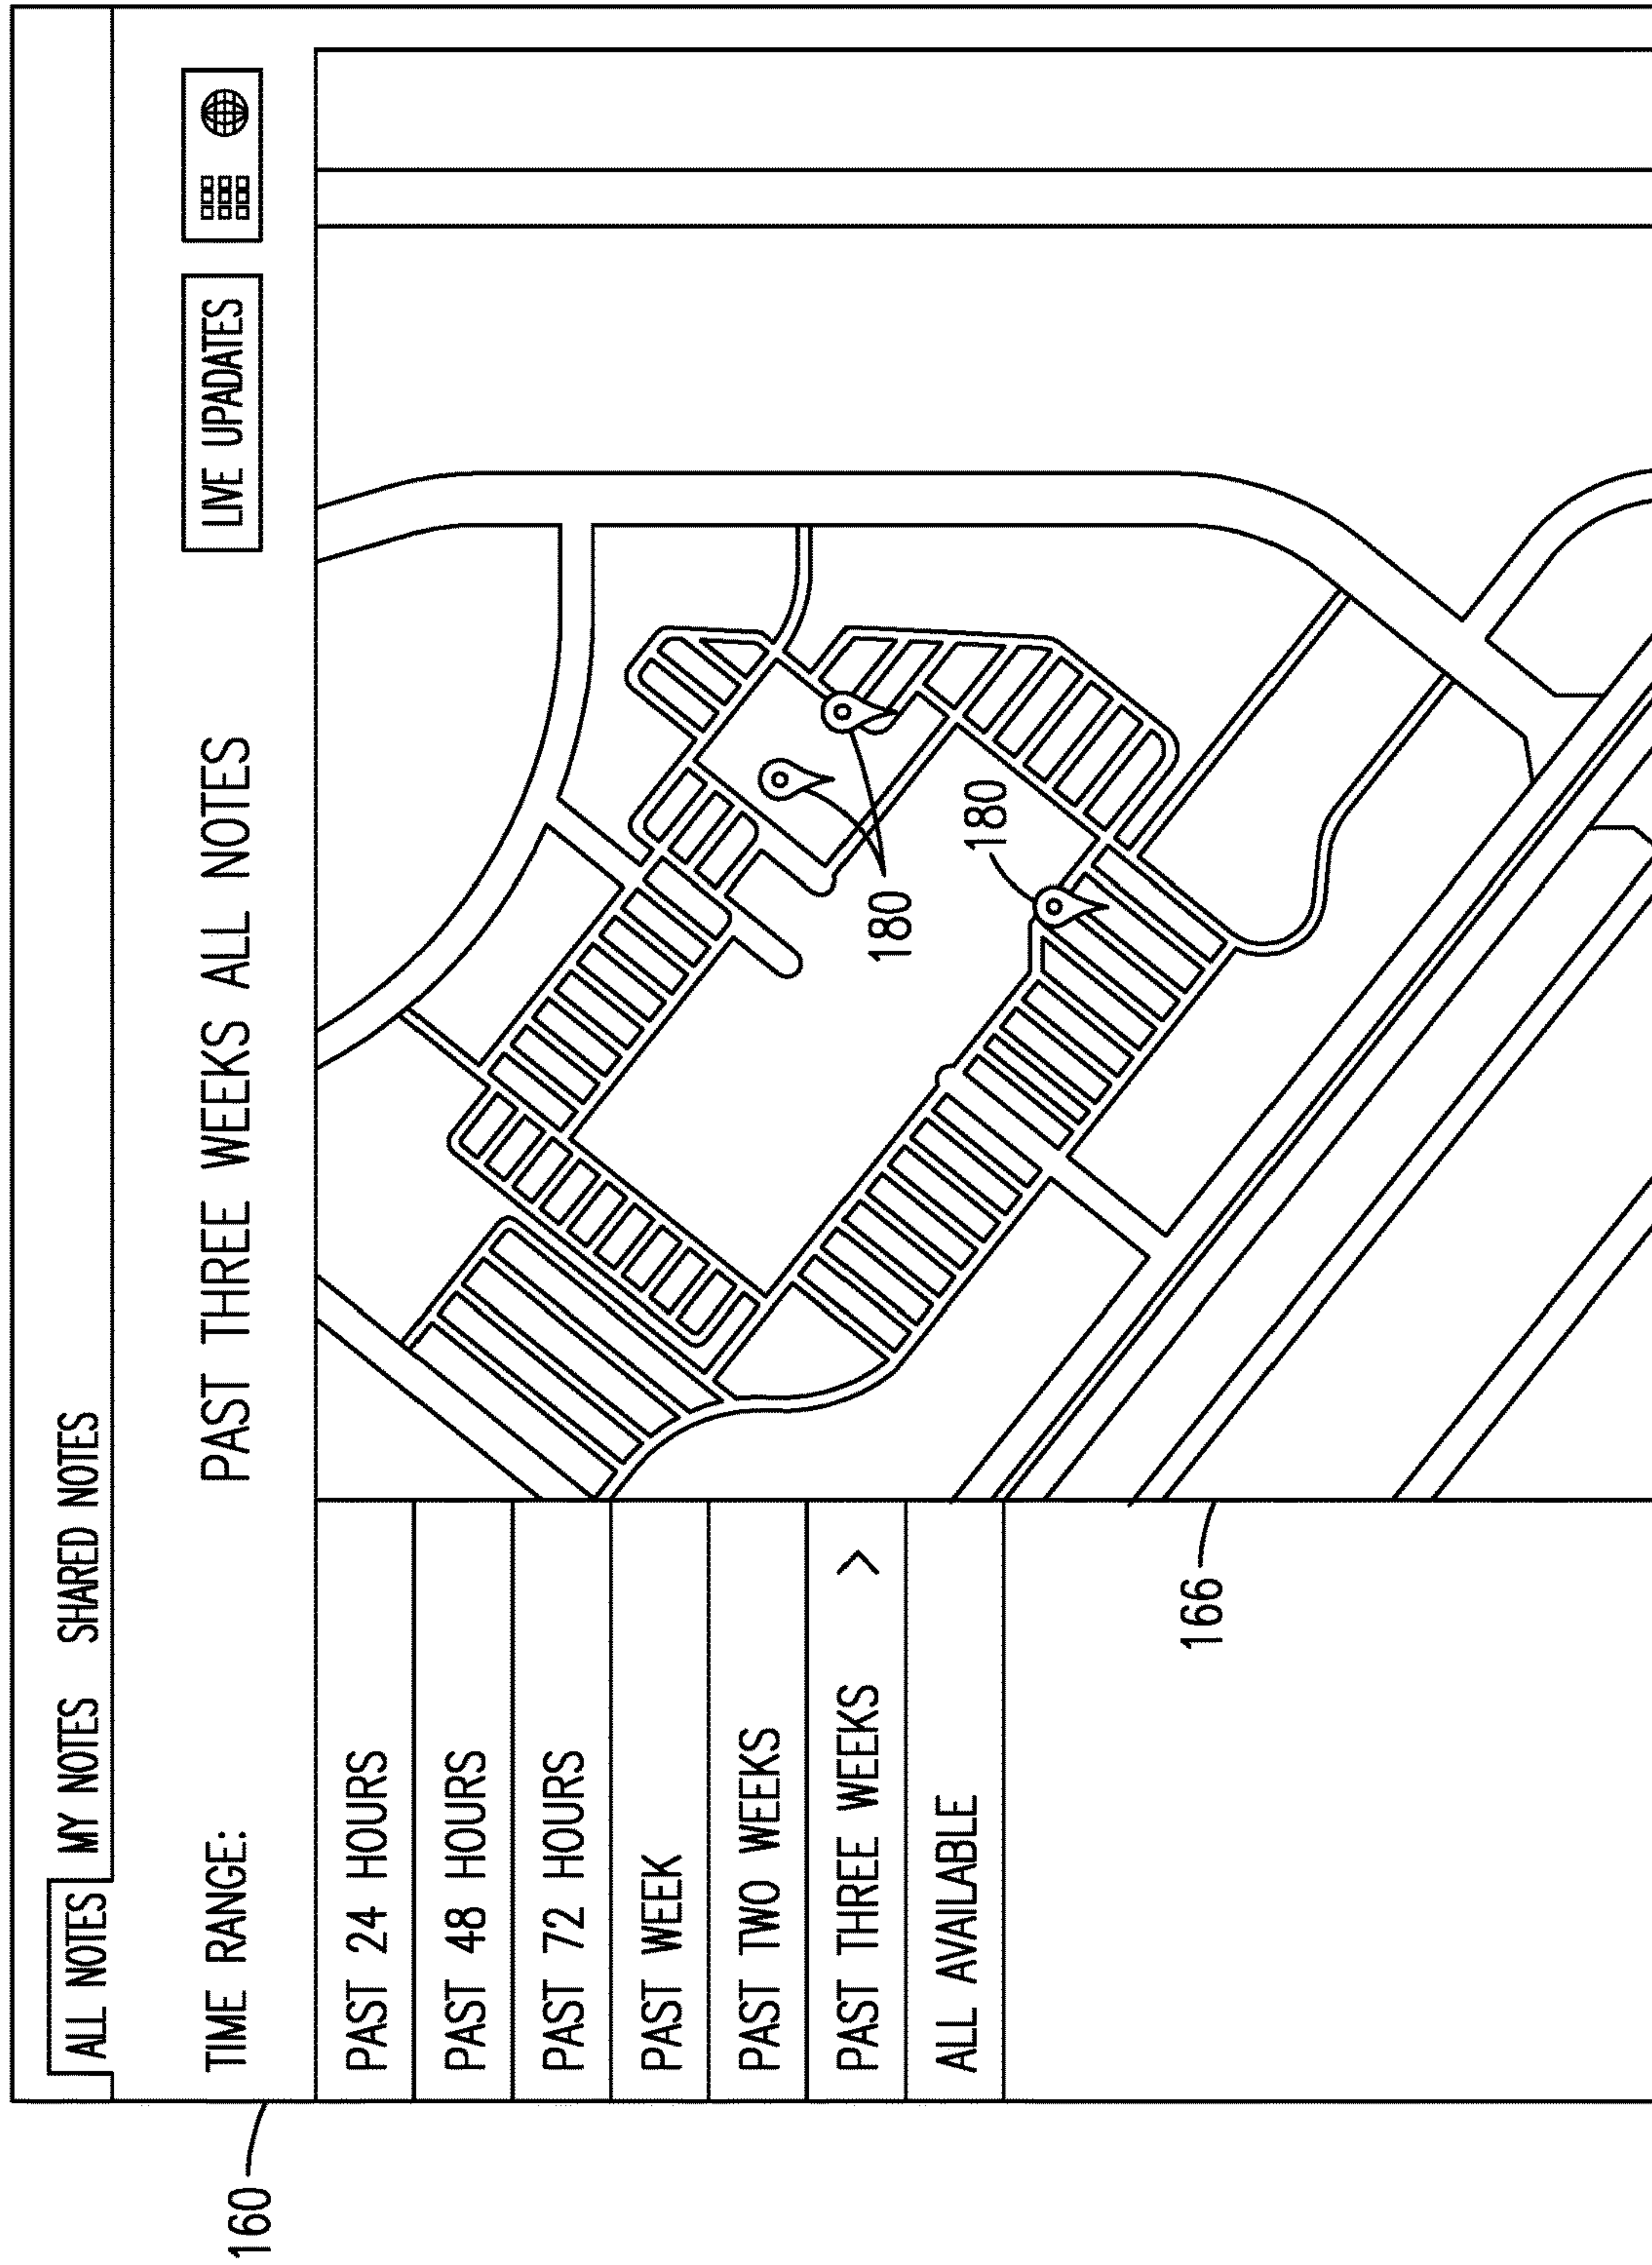 ALL NOTES MY NOTES SHARED NOTES
TIME RANGE:
PAST THREE WEEKS ALL NOTES
LIVE UPADATES
160
PAST 24 HOURS
PAST 48 HOURS
PAST 72 HOURS
PAST WEEK
PAST TWO WEEKS
PAST THREE WEEKS >
ALL AVAILABLE
180
180
166